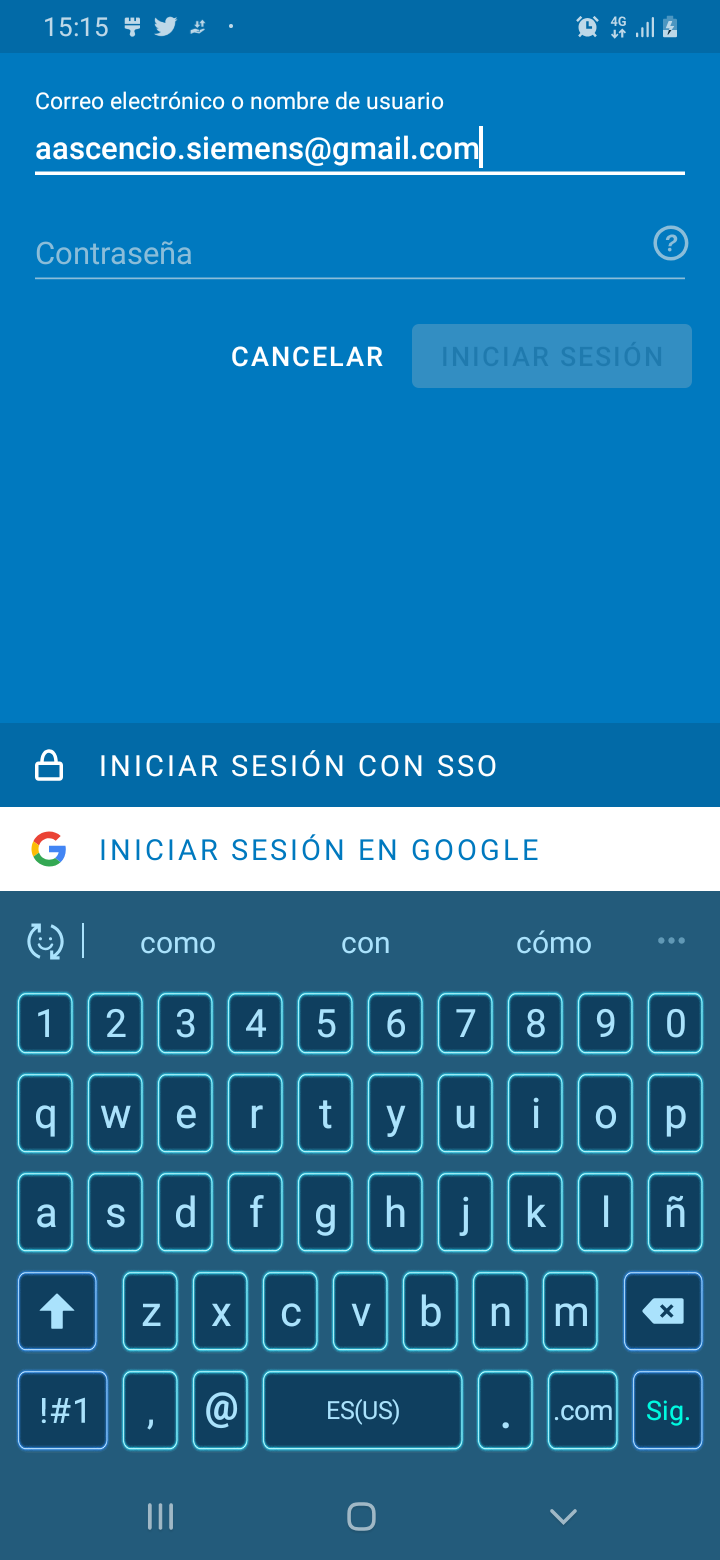 15:15
4G
Correo electrónico o nombre de usuario
aascencio.siemens@gmail.com
Contraseña
?
CANCELAR
INICIAR SESIÓN
INICIAR SESIÓN CON SSO
INICIAR SESIÓN EN GOOGLE
como con cómo
1 2 3 4 5 6 7 8 9 0
q w e r t y u i o p
a s d f g h j k l ñ
z x c v b n m
!#1 , @ ES(US) . .com Sig.